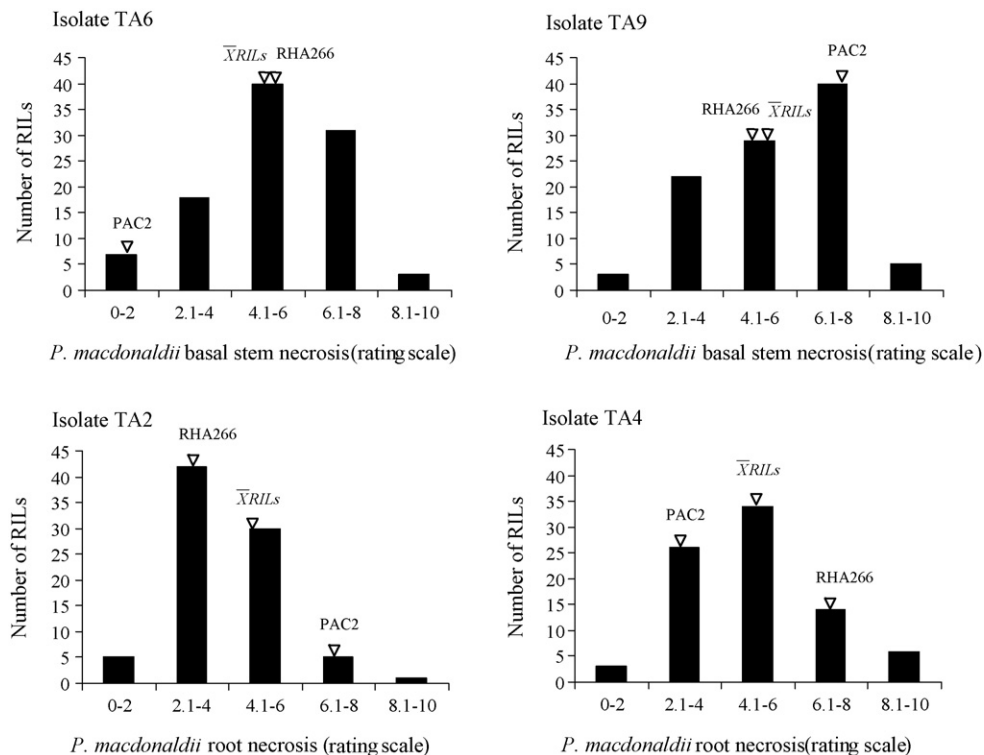 Isolate TA6
X̄RILs RHA266
PAC2
Number of RILs
45
40
35
30
25
20
15
10
5
0
0-2 2.1-4 4.1-6 6.1-8 8.1-10
P. macdonaldii basal stem necrosis(rating scale)
Isolate TA9
PAC2
RHA266 X̄RILs
Number of RILs
45
40
35
30
25
20
15
10
5
0
0-2 2.1-4 4.1-6 6.1-8 8.1-10
P. macdonaldii basal stem necrosis(rating scale)
Isolate TA2
RHA266
X̄RILs
PAC2
Number of RILs
45
40
35
30
25
20
15
10
5
0
0-2 2.1-4 4.1-6 6.1-8 8.1-10
P. macdonaldii root necrosis (rating scale)
Isolate TA4
X̄RILs
PAC2
RHA266
Number of RILs
45
40
35
30
25
20
15
10
5
0
0-2 2.1-4 4.1-6 6.1-8 8.1-10
P. macdonaldii root necrosis(rating scale)